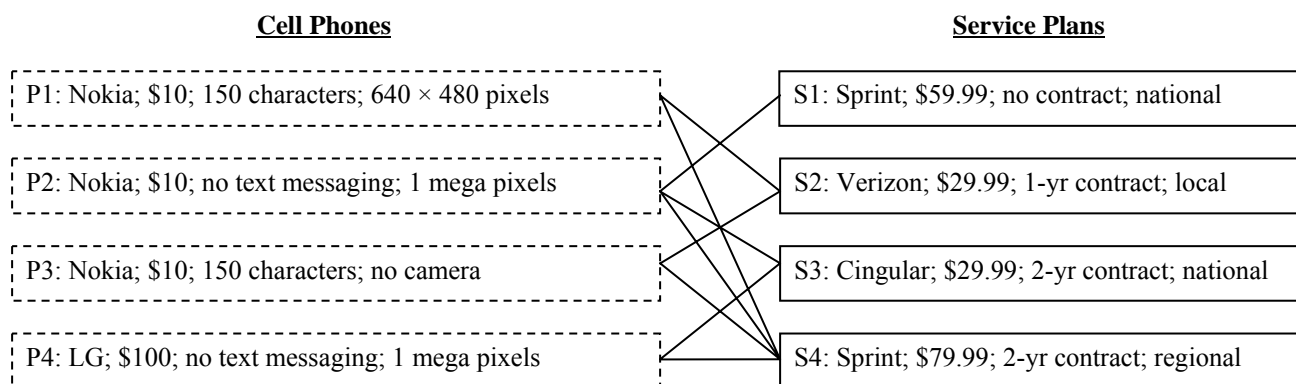 Cell Phones
Service Plans
P1: Nokia; $10; 150 characters; 640 × 480 pixels
S1: Sprint; $59.99; no contract; national
P2: Nokia; $10; no text messaging; 1 mega pixels
S2: Verizon; $29.99; 1-yr contract; local
P3: Nokia; $10; 150 characters; no camera
S3: Cingular; $29.99; 2-yr contract; national
P4: LG; $100; no text messaging; 1 mega pixels
S4: Sprint; $79.99; 2-yr contract; regional